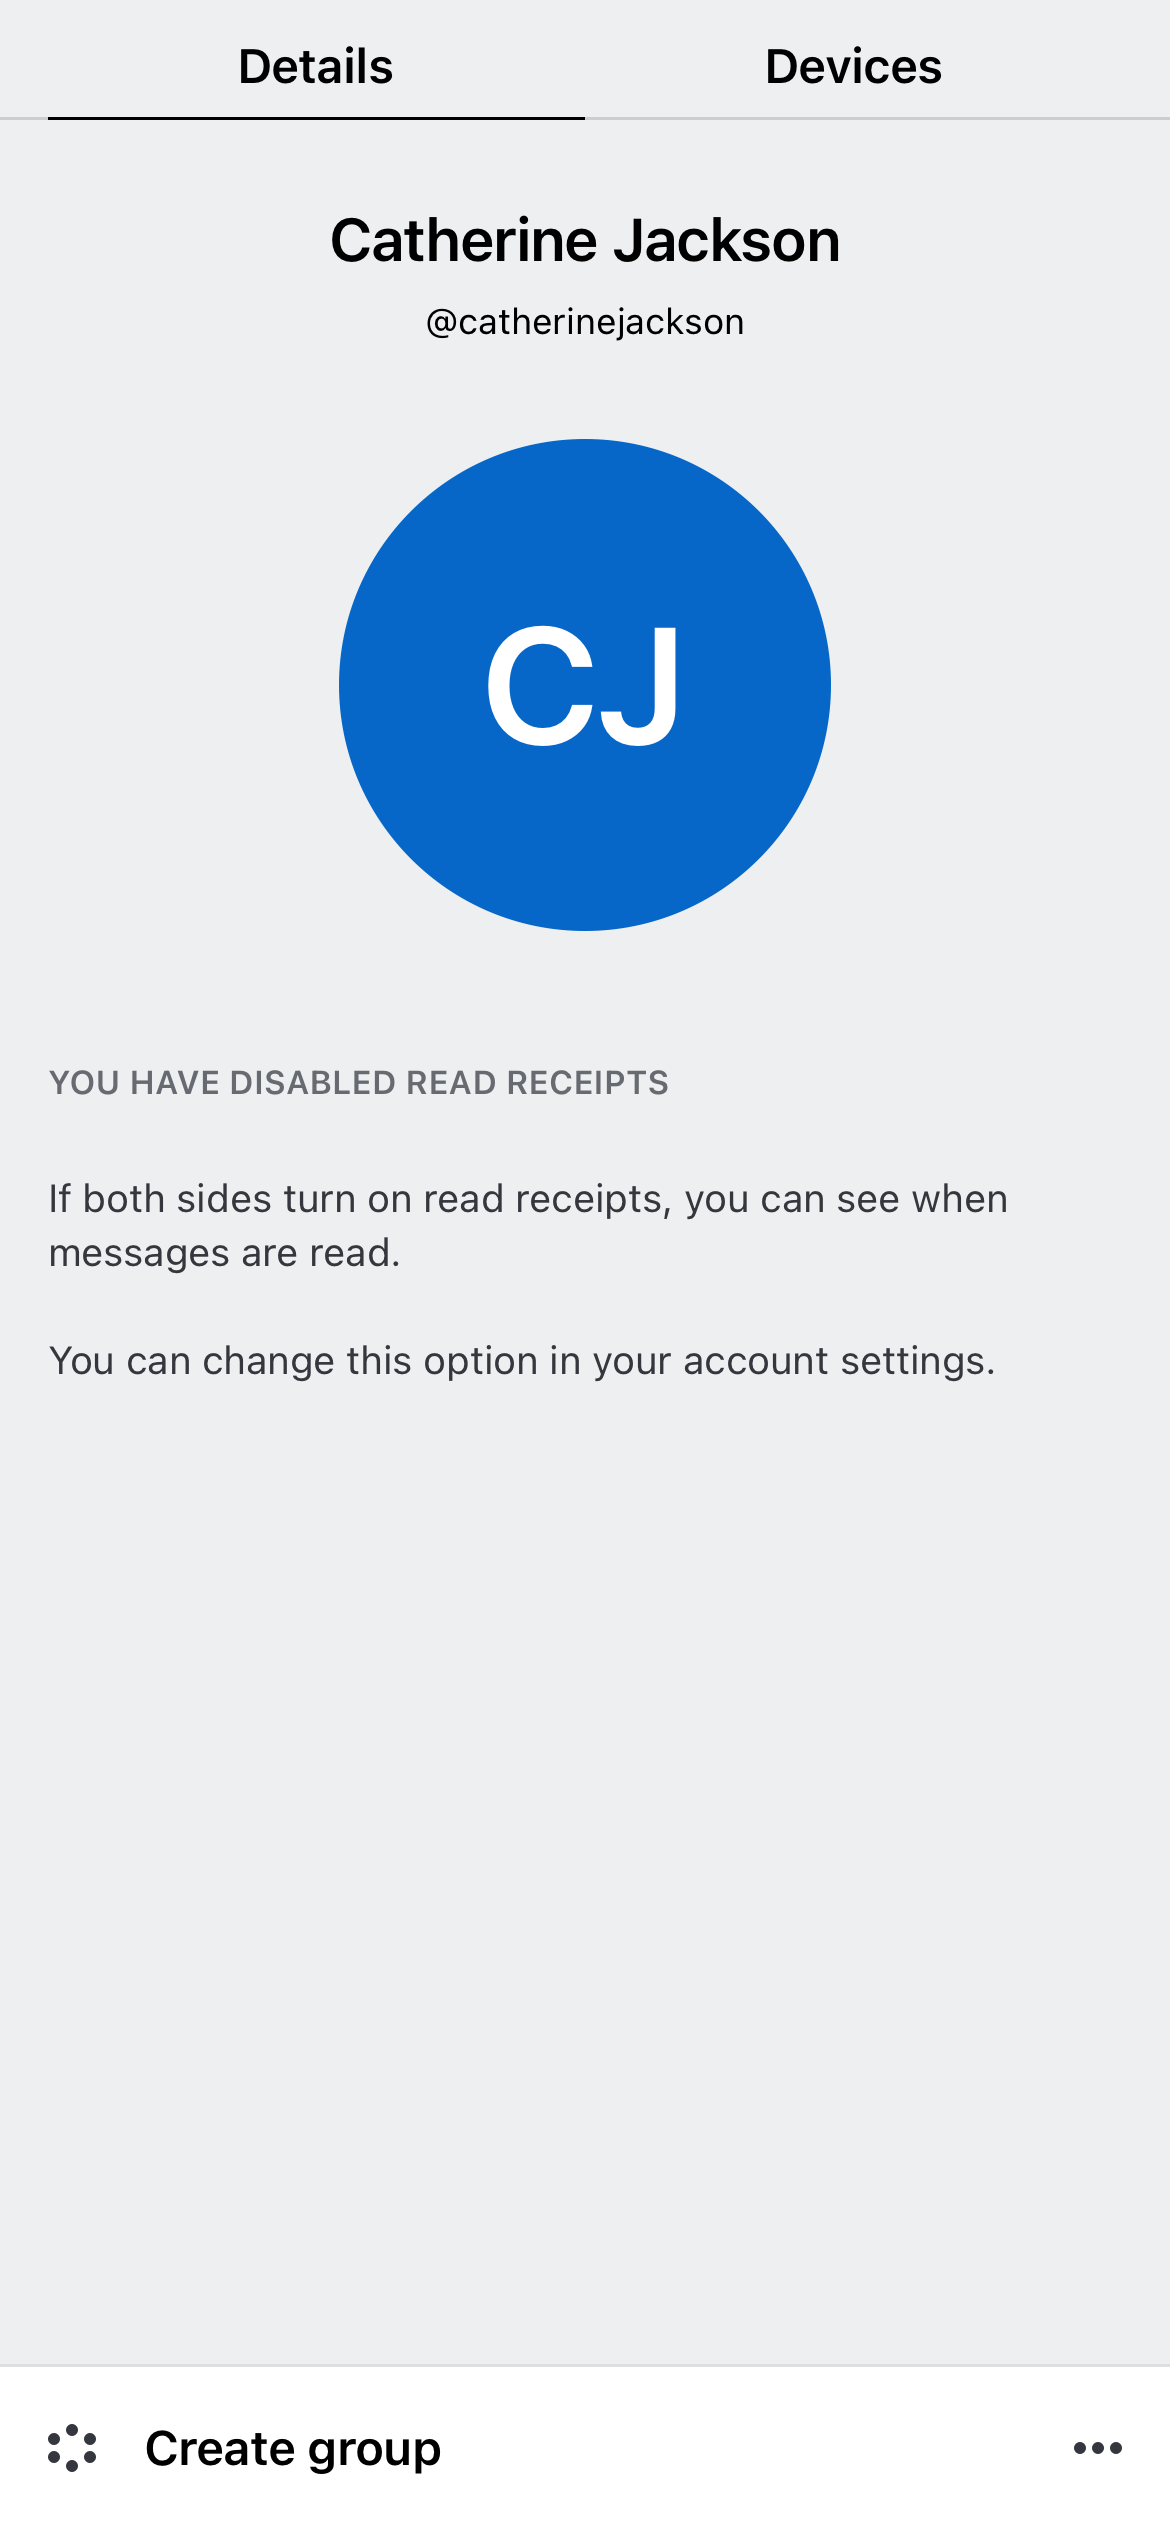 Details
Devices
Catherine Jackson
@catherinejackson
CJ
YOU HAVE DISABLED READ RECEIPTS
If both sides turn on read receipts, you can see when
messages are read.
You can change this option in your account settings.
Create group